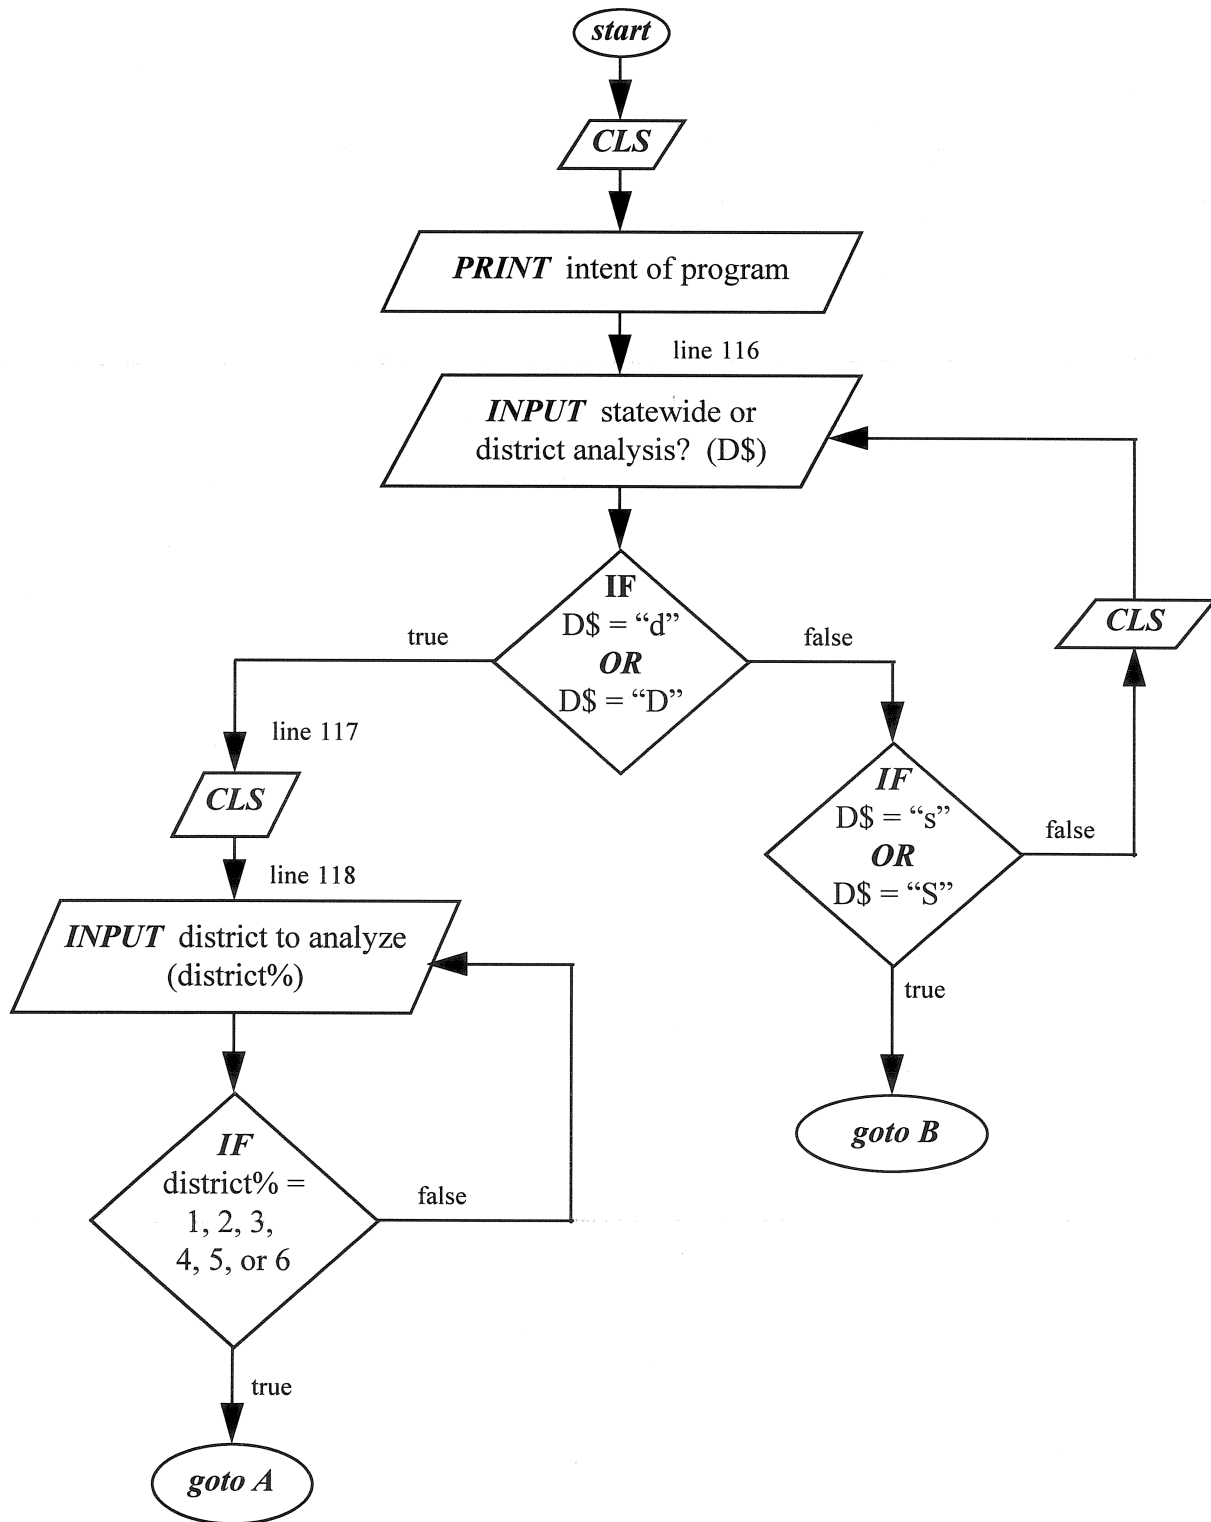 start
CLS
PRINT intent of program
line 116
INPUT statewide or
district analysis? (D$)
IF
D$ = “d”
OR
D$ = “D”
true
false
CLS
line 117
CLS
IF
D$ = “s”
OR
D$ = “S”
false
true
goto B
line 118
INPUT district to analyze
(district%)
IF
district% =
1, 2, 3,
4, 5, or 6
false
true
goto A